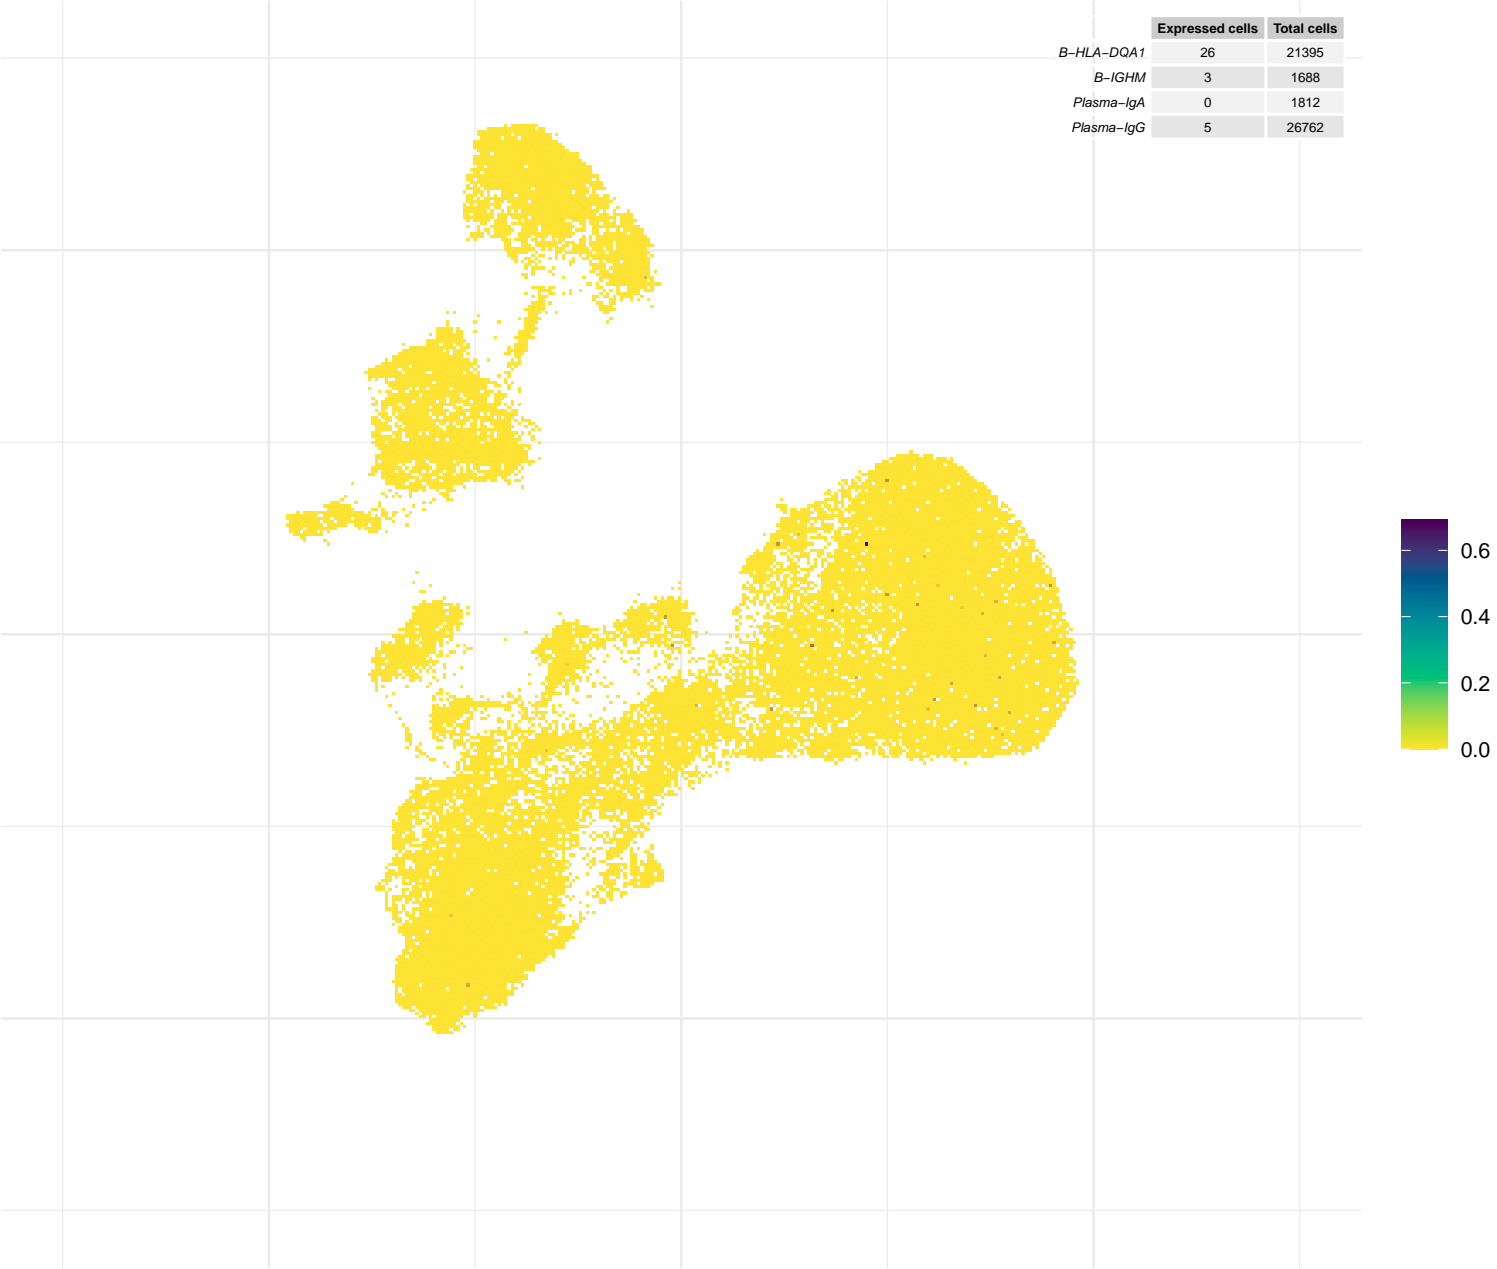 Expressed cells Total cells
B−HLA−DQA1 26 21395
B−IGHM 3 1688
Plasma−IgA 0 1812
Plasma−IgG 5 26762
0.6
0.4
0.2
0.0